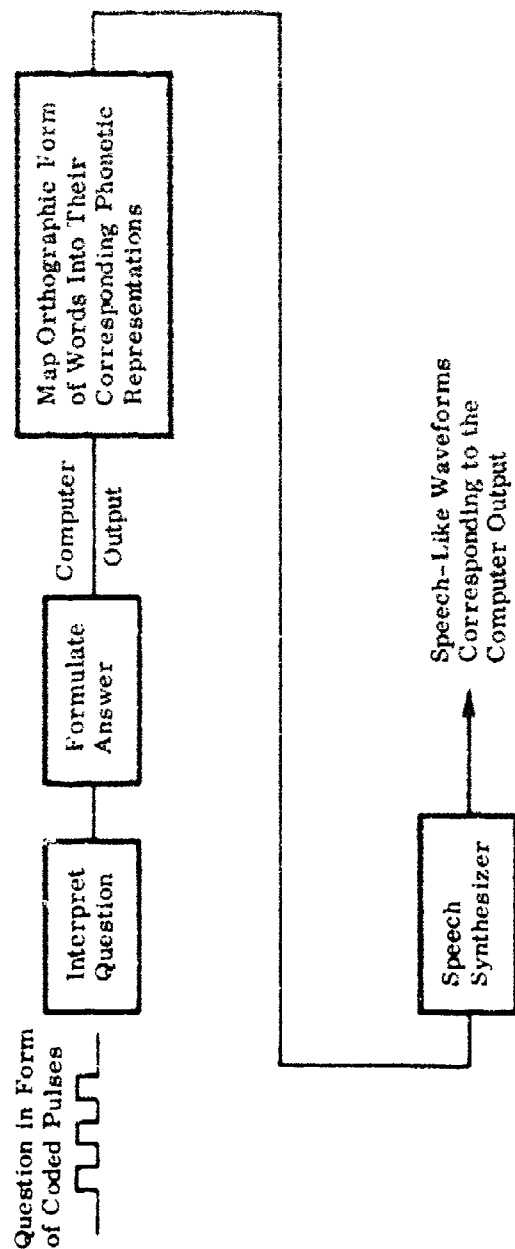 Question in Form
of Coded Pulses
Interpret
Question
Formulate
Answer
Computer
Output
Map Orthographic Form
of Words Into Their
Corresponding Phonetic
Representations
Speech
Synthesizer
Speech-Like Waveforms
Corresponding to the
Computer Output